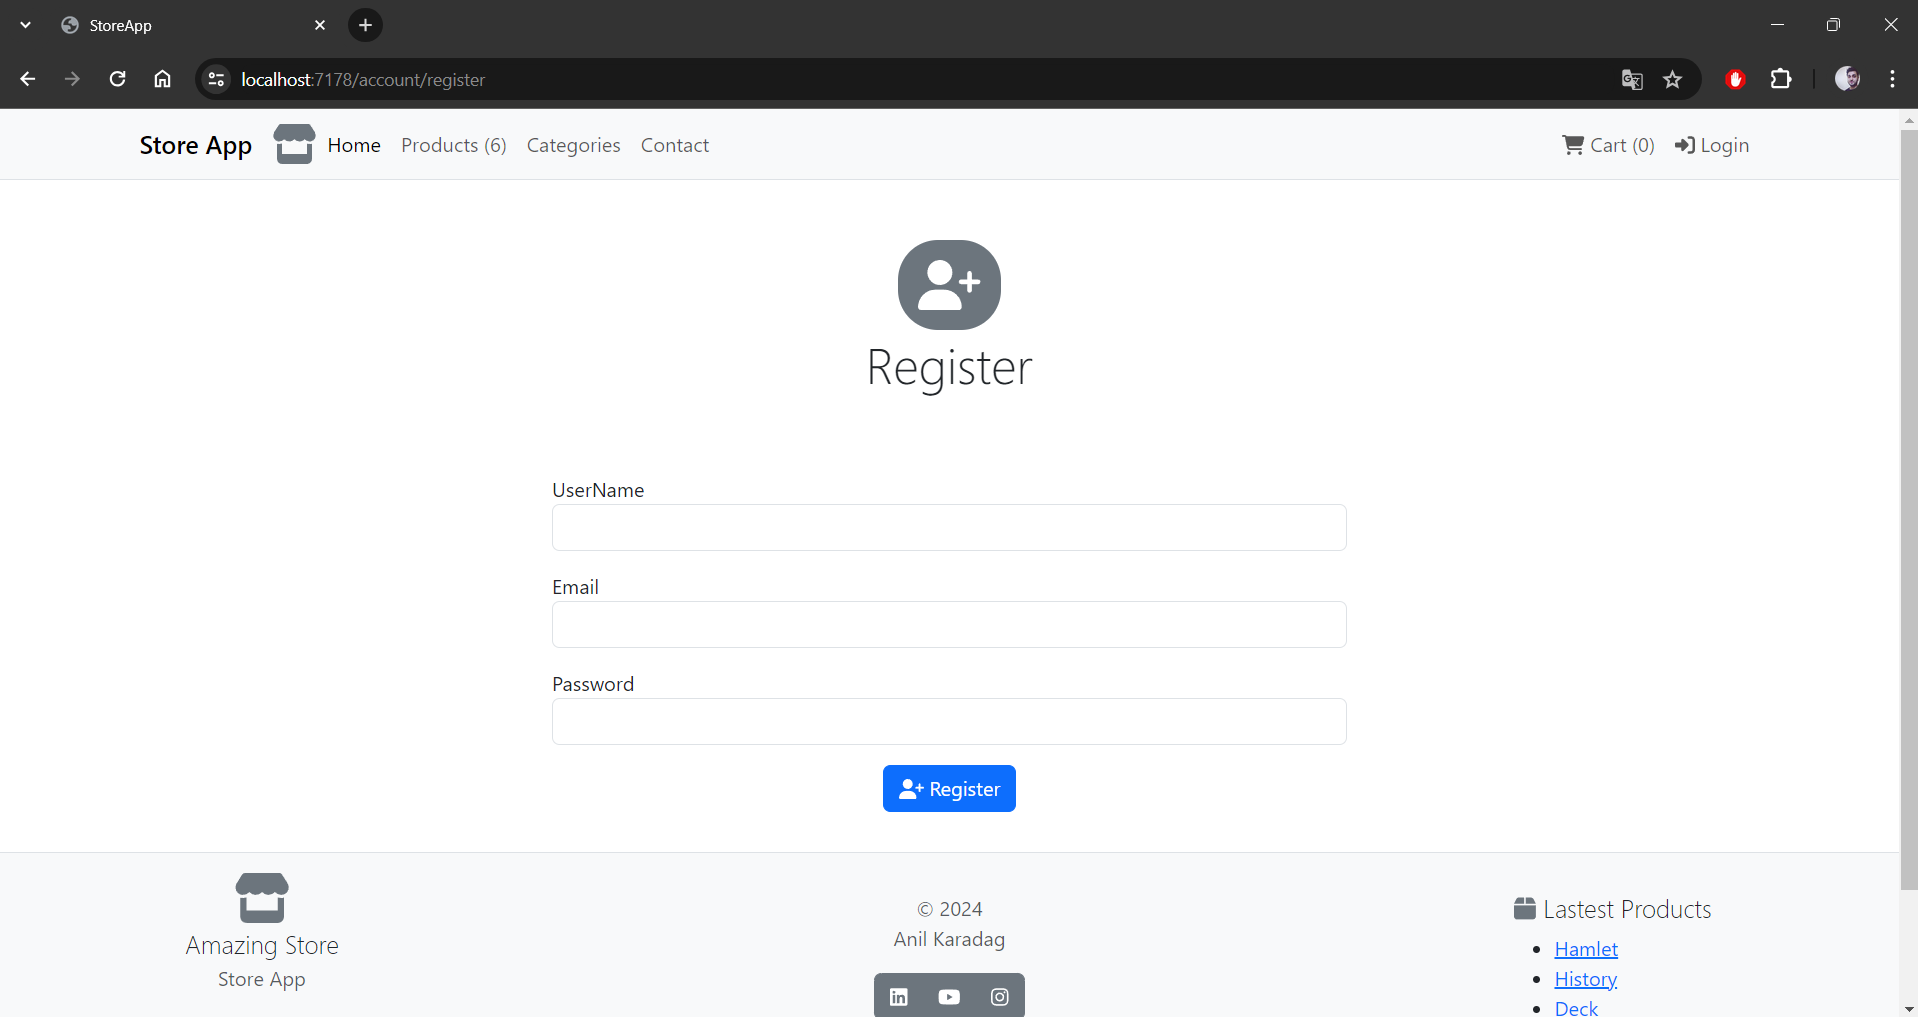 StoreApp
localhost:7178/account/register
Store App Home Products (6) Categories Contact Cart (0) Login
Register
UserName
Email
Password
Register
Amazing Store
Store App
© 2024
Anil Karadag
Lastest Products
Hamlet
History
Deck